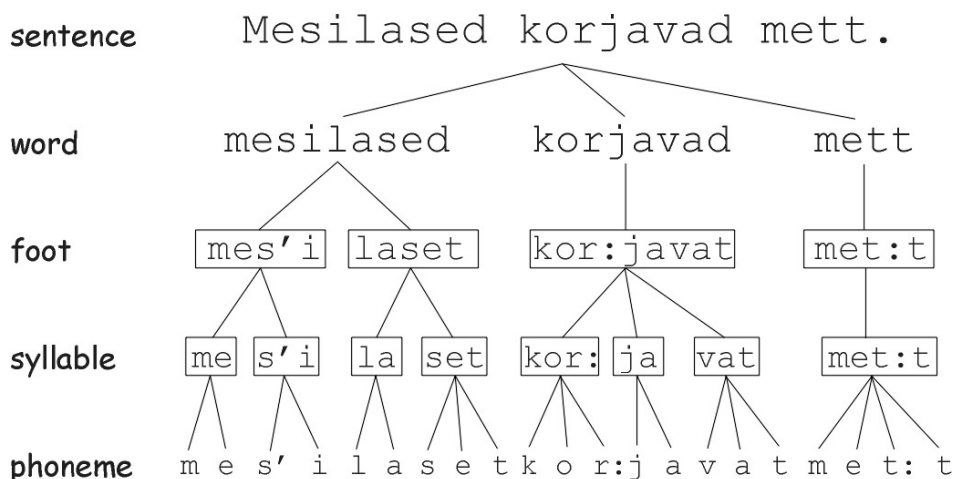 sentence Mesilased korjavad mett.
word mesilased korjavad mett
foot mes'i laset kor:javat met:t
syllable me s'i la set kor: ja vat met:t
phoneme m e s' i l a s e t k o r: j a v a t m e t: t